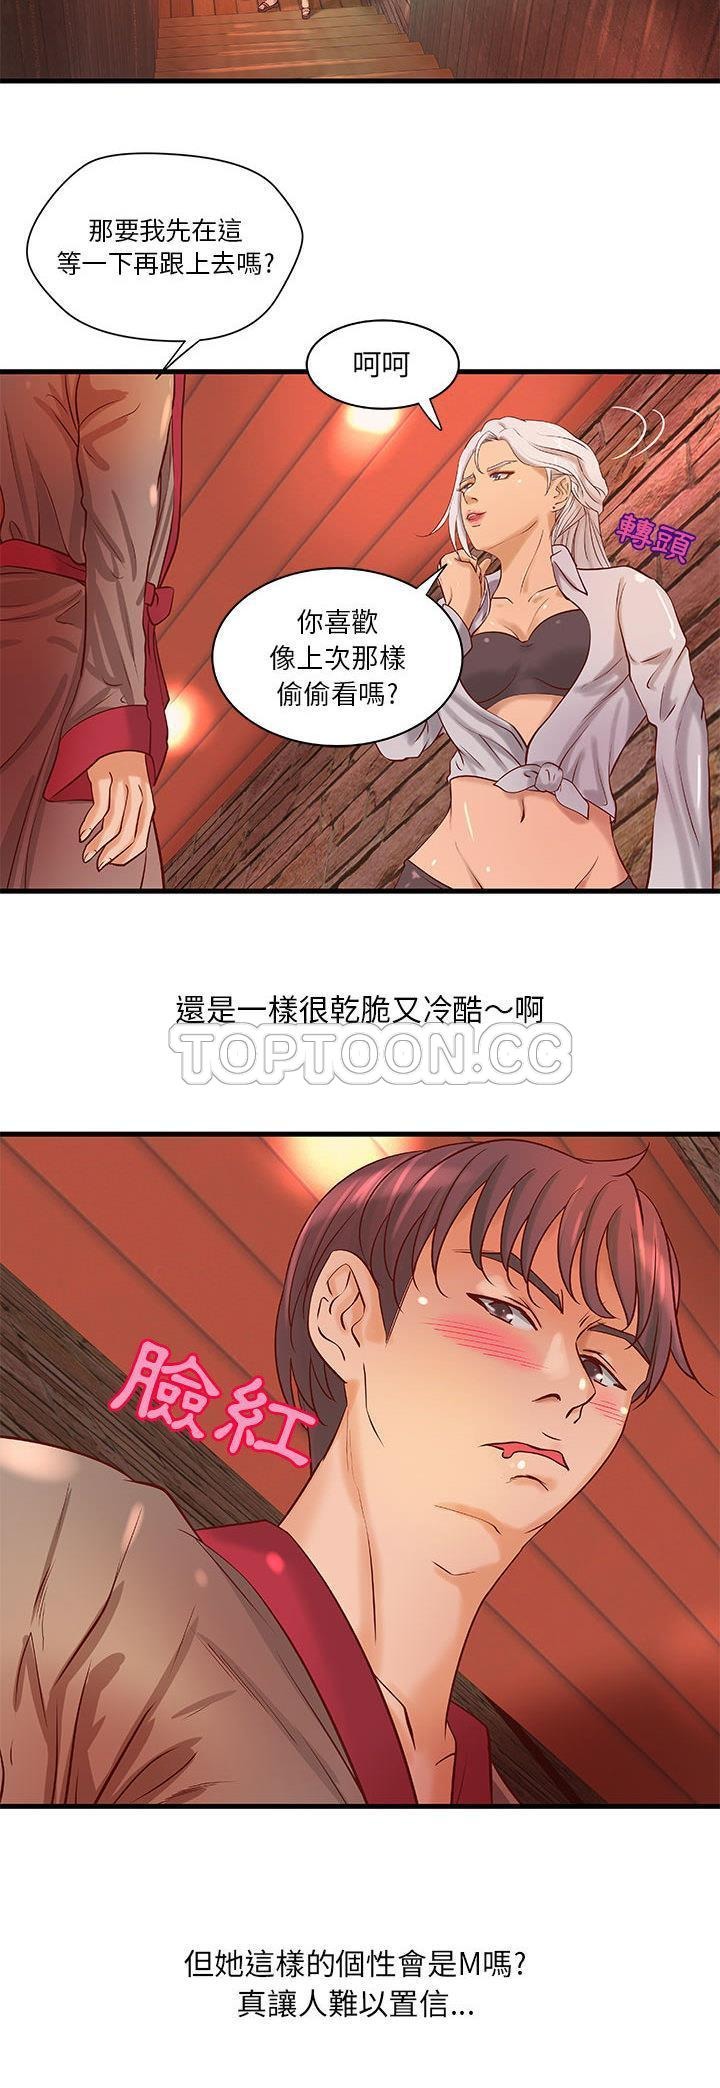 那要我先在這
等一下再跟上去嗎?
呵呵
轉頭
你喜歡
像上次那樣
偷偷看嗎?
還是一樣很乾脆又冷酷～啊
TOPTOON.CC
臉紅
但她這樣的個性會是M嗎?
真讓人難以置信...